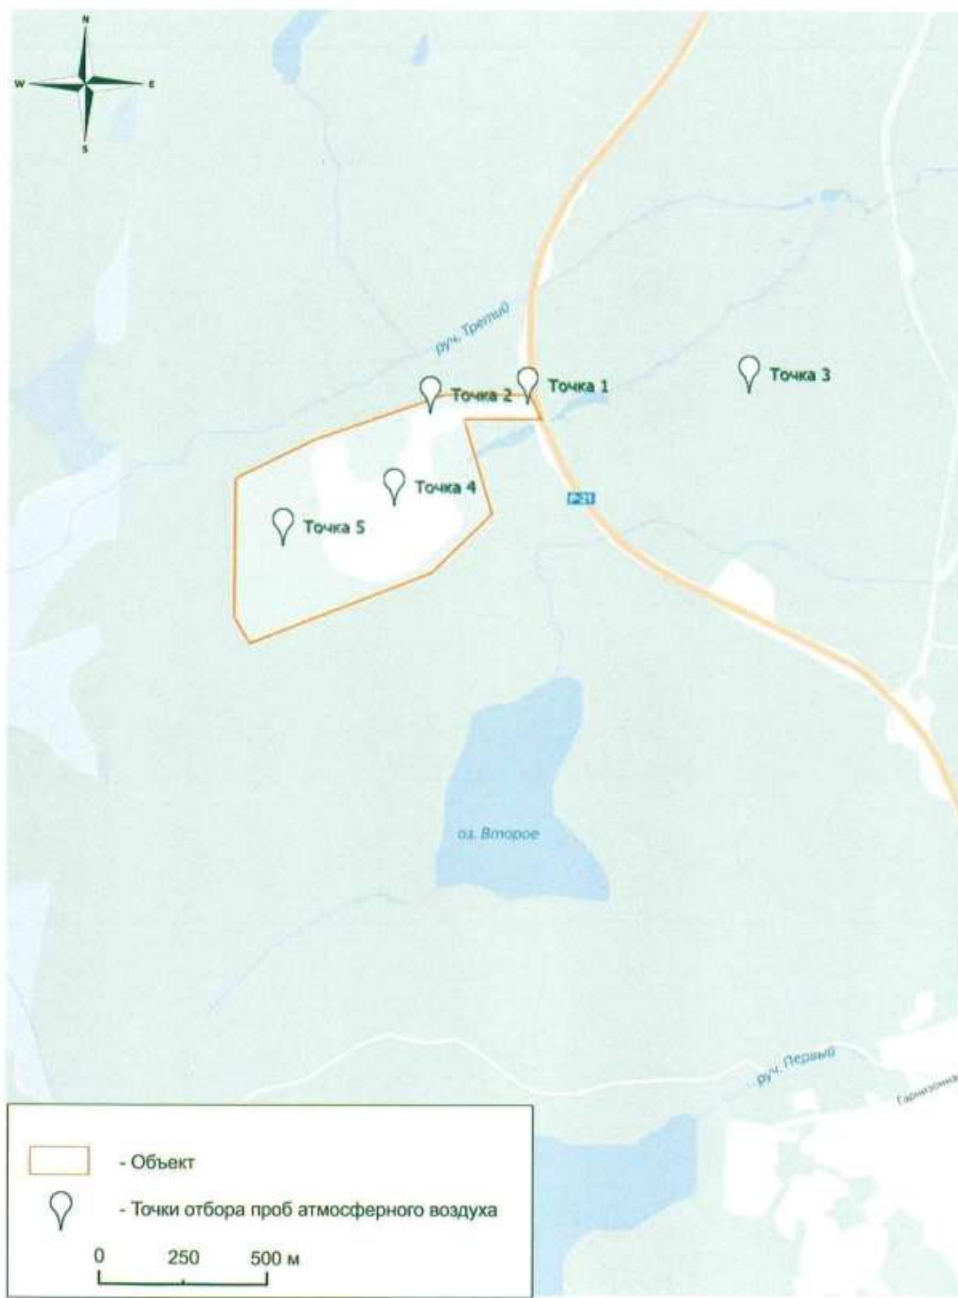 N
W
E
S
руч. Третий
Точка 3
Точка 1
Точка 2
Точка 4
Р-21
Точка 5
оз. Второе
руч. Первый
Гарнизонна
- Объект
- Точки отбора проб атмосферного воздуха
0 250 500 м